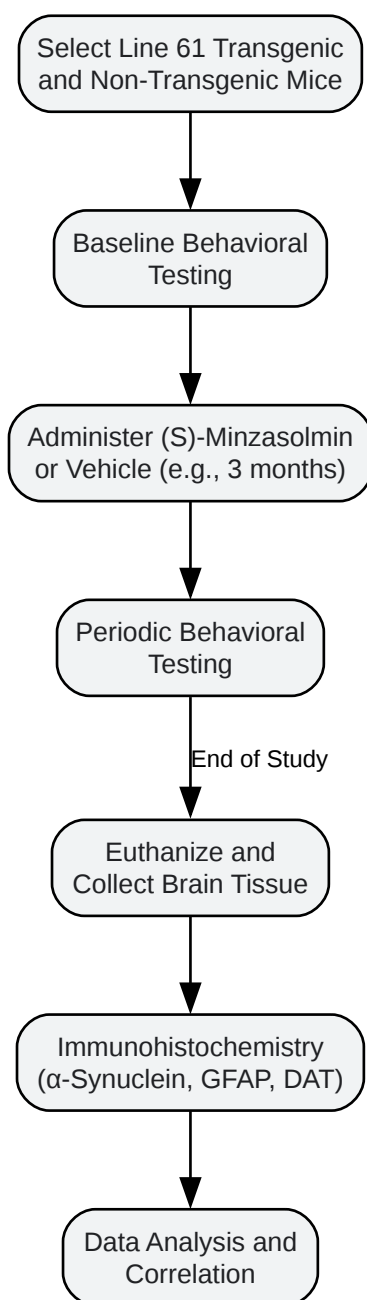 Select Line 61 Transgenic
and Non-Transgenic Mice
Baseline Behavioral
Testing
Administer (S)-Minzasolmin
or Vehicle (e.g., 3 months)
Periodic Behavioral
Testing
End of Study
Euthanize and
Collect Brain Tissue
Immunohistochemistry
(α-Synuclein, GFAP, DAT)
Data Analysis and
Correlation